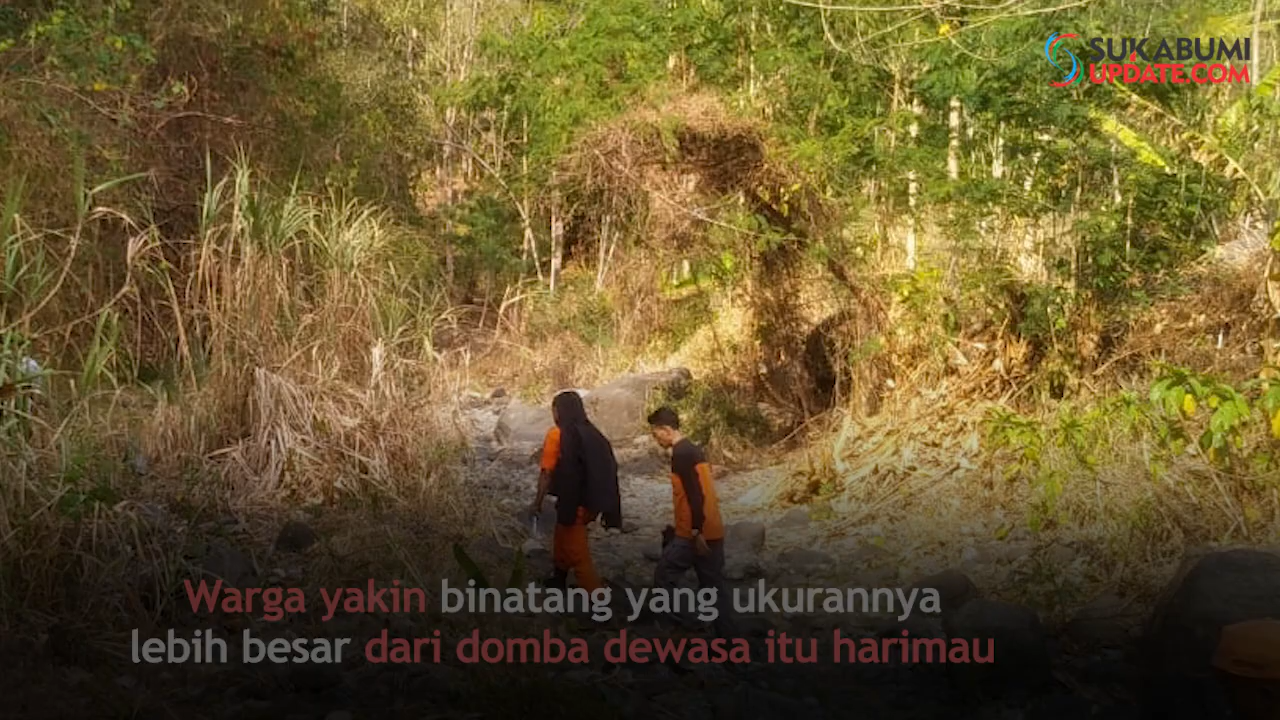 SUKABUMI
UPDATE.COM
Warga yakin binatang yang ukurannya
lebih besar dari domba dewasa itu harimau